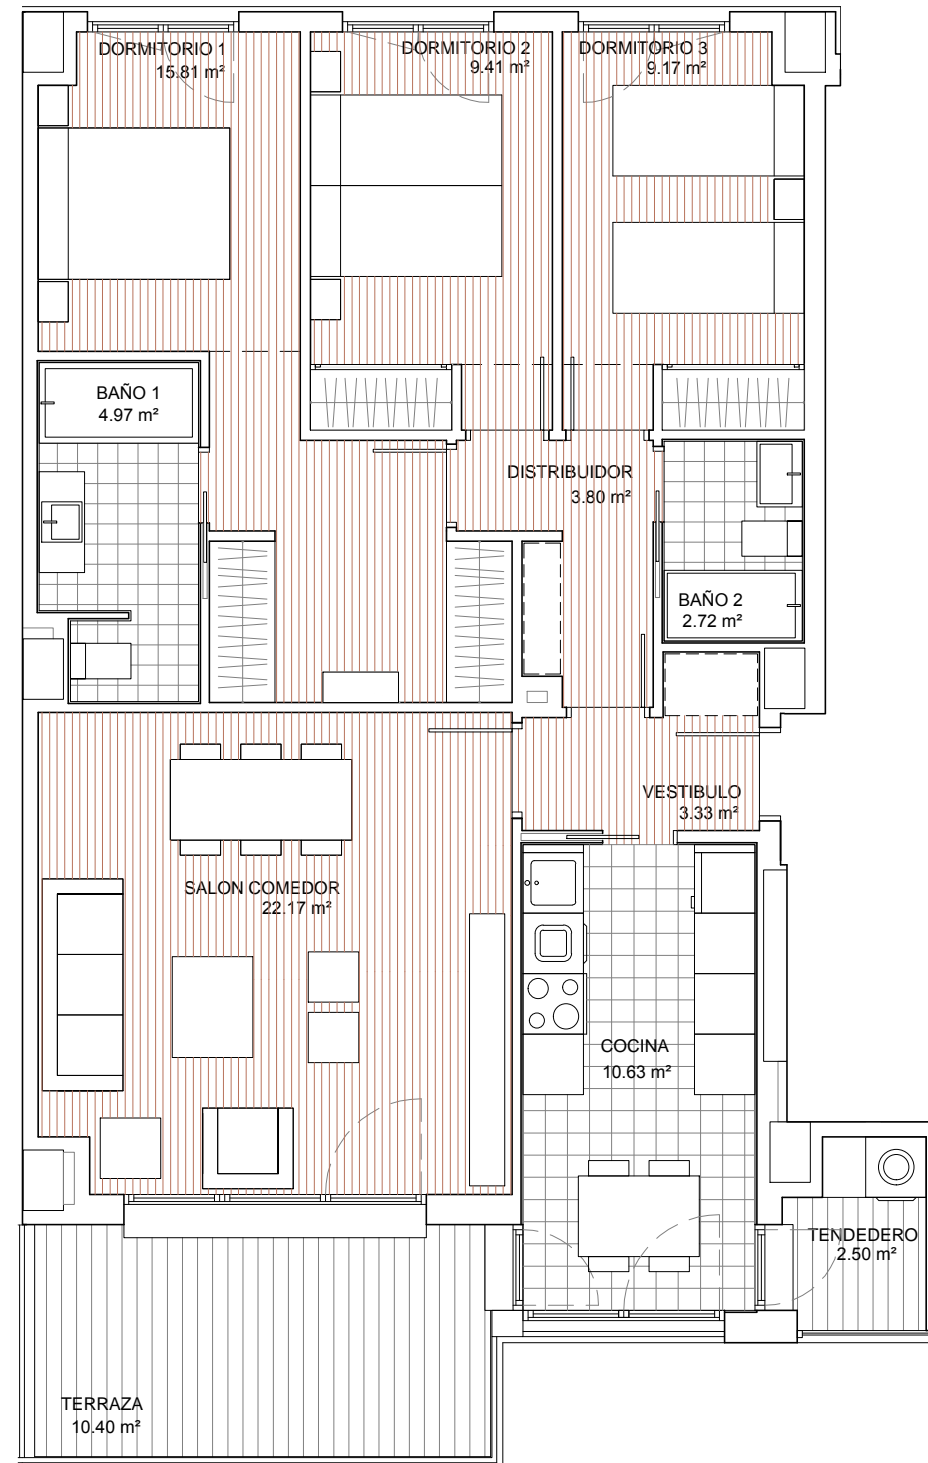 DORMITORIO 1
15.81 m²
DORMITORIO 2
9.41 m²
DORMITORIO 3
9.17 m²
BAÑO 1
4.97 m²
DISTRIBUIDOR
3.80 m²
BAÑO 2
2.72 m²
VESTIBULO
3.33 m²
SALON COMEDOR
22.17 m²
COCINA
10.63 m²
TENDEDERO
2.50 m²
TERRAZA
10.40 m²